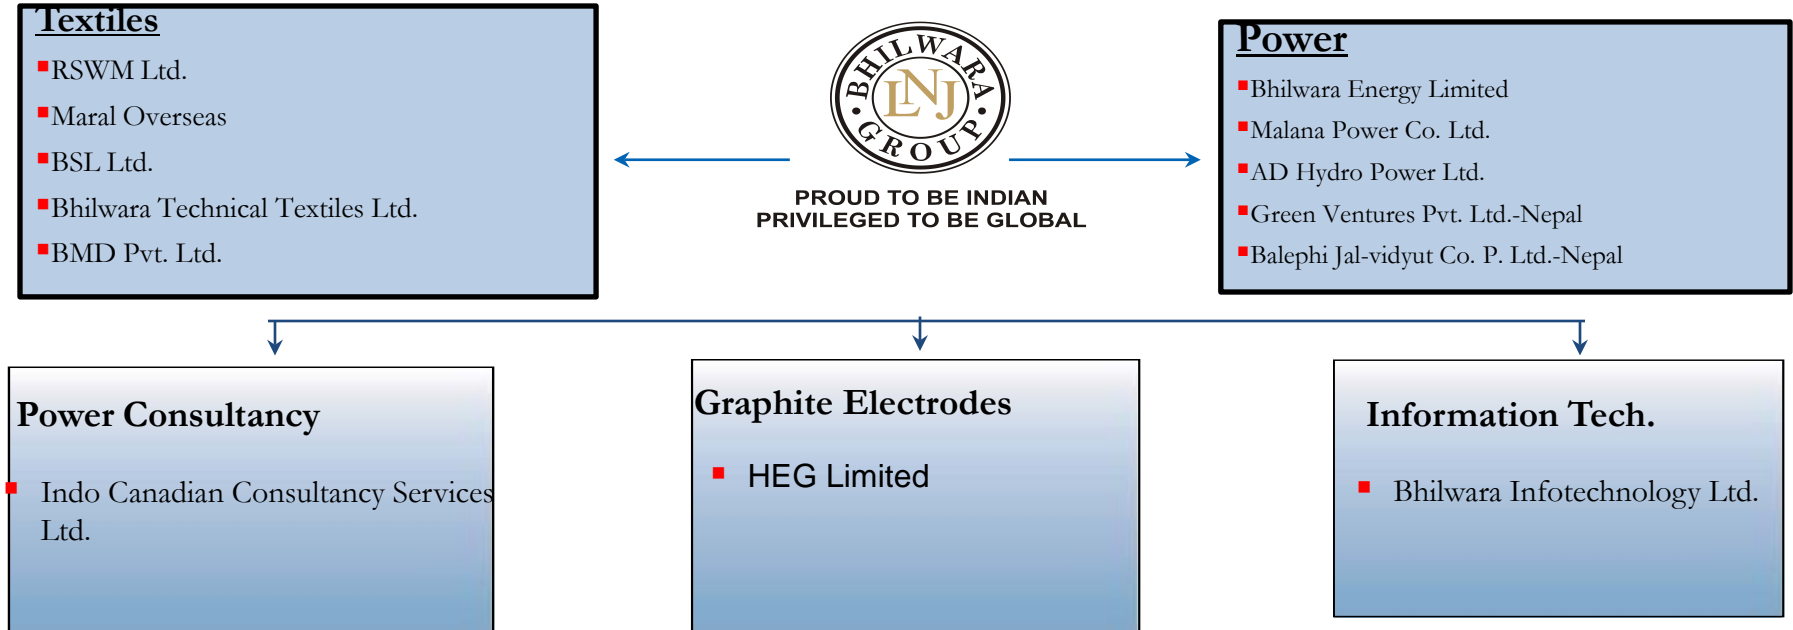 Textiles
▪RSWM Ltd.
▪Maral Overseas
▪BSL Ltd.
▪Bhilwara Technical Textiles Ltd.
▪BMD Pvt. Ltd.
BHILWARA
LNJ
GROUP
PROUD TO BE INDIAN
PRIVILEGED TO BE GLOBAL
Power
▪Bhilwara Energy Limited
▪Malana Power Co. Ltd.
▪AD Hydro Power Ltd.
▪Green Ventures Pvt. Ltd.-Nepal
▪Balephi Jal-vidyut Co. P. Ltd.-Nepal
Power Consultancy
▪ Indo Canadian Consultancy Services
Ltd.
Graphite Electrodes
▪ HEG Limited
Information Tech.
▪ Bhilwara Infotechnology Ltd.